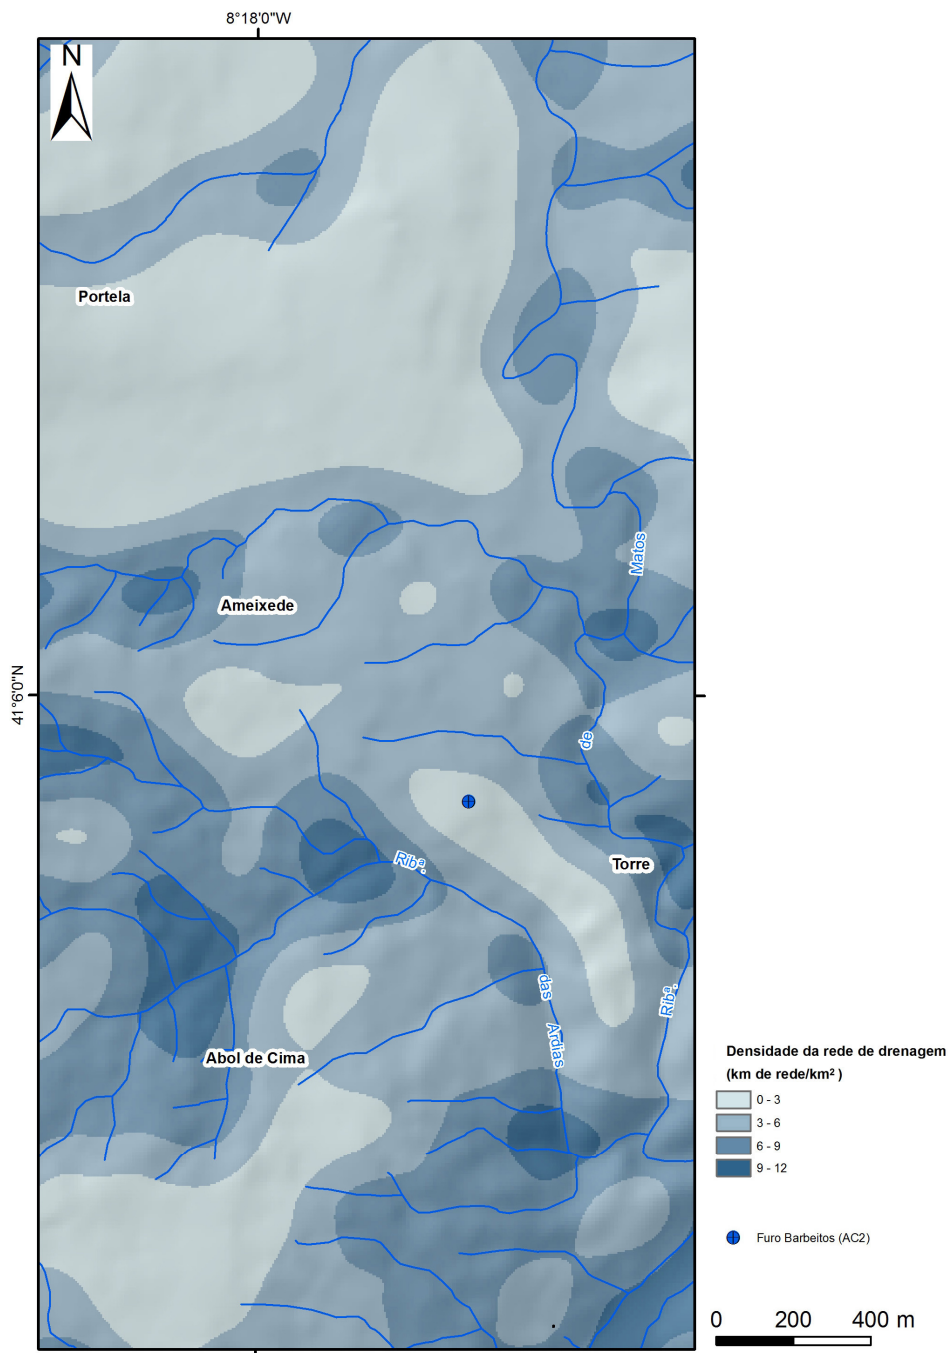 8°18'0"W
N
Portela
Matos
Ameixede
41°6'0"N
de
Ribª.
Torre
das
Ribª.
Ardias
Abol de Cima
Densidade da rede de drenagem
(km de rede/km² )
0 - 3
3 - 6
6 - 9
9 - 12
Furo Barbeitos (AC2)
0 200 400 m